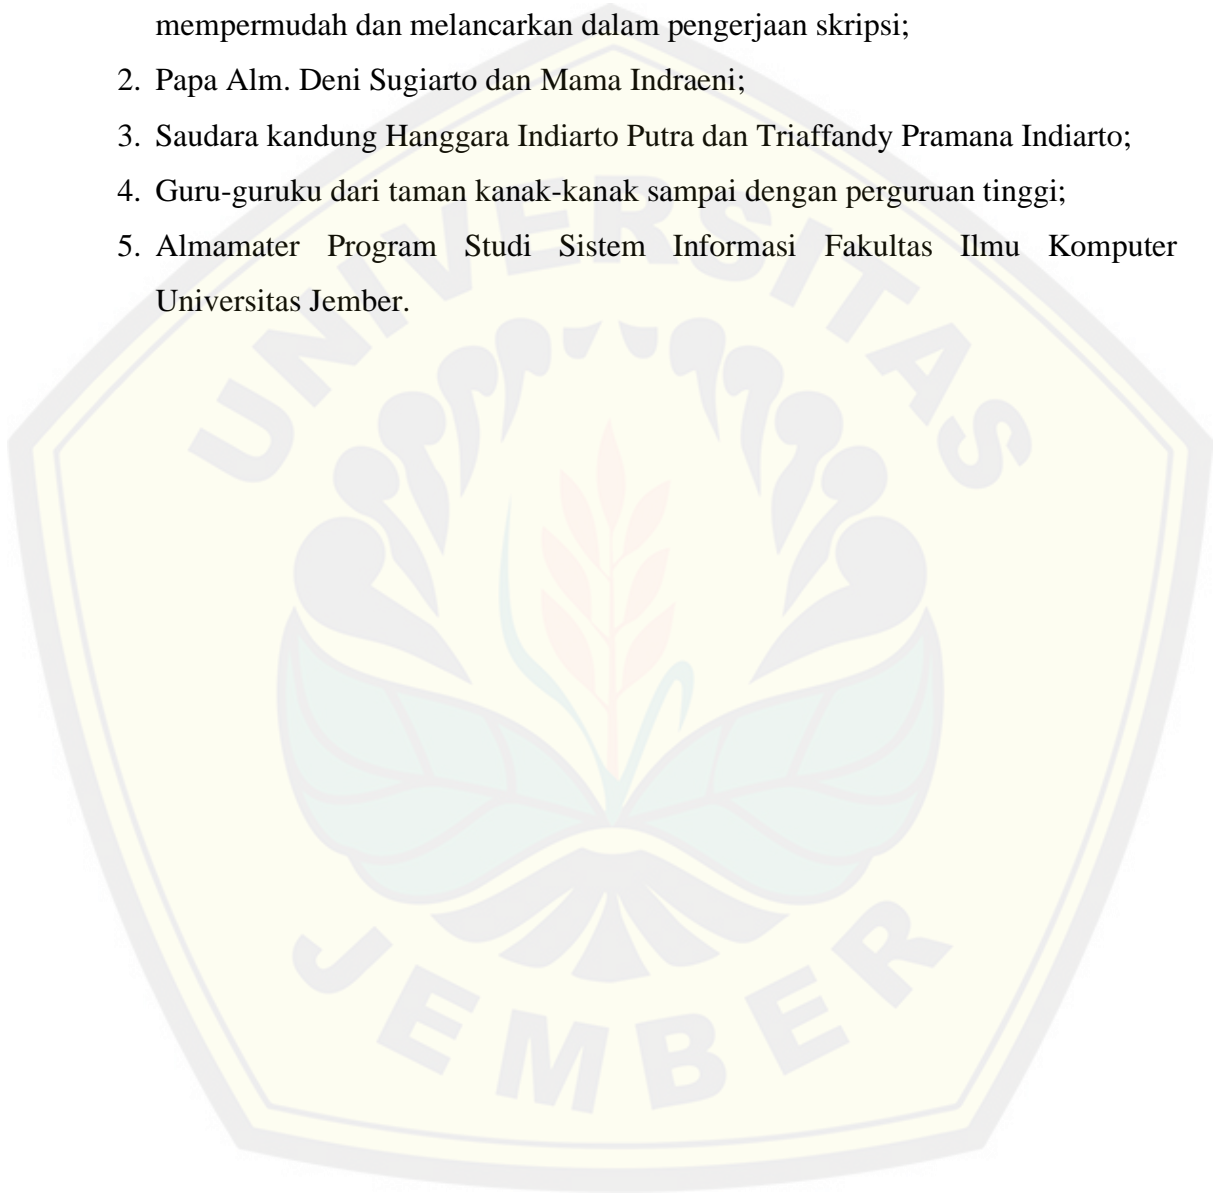 mempermudah dan melancarkan dalam pengerjaan skripsi;
2. Papa Alm. Deni Sugiarto dan Mama Indraeni;
3. Saudara kandung Hanggara Indiarto Putra dan Triaffandy Pramana Indiarto;
4. Guru-guruku dari taman kanak-kanak sampai dengan perguruan tinggi;
5. Almamater Program Studi Sistem Informasi Fakultas Ilmu Komputer
Universitas Jember.
UNIVERSITAS
JEMBER